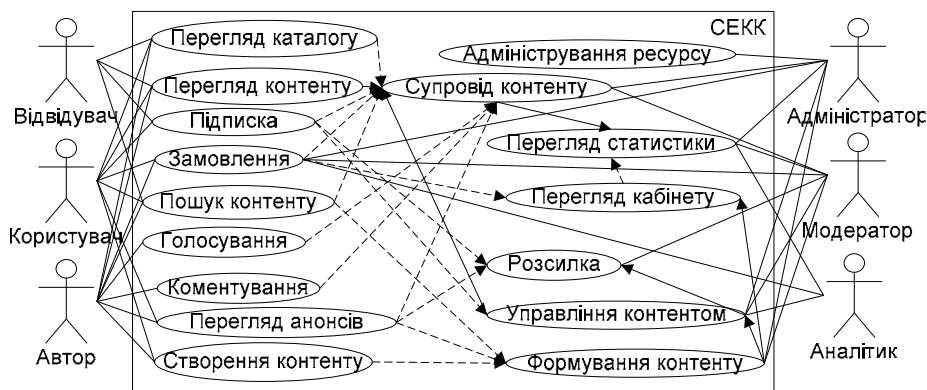 СЕКК
Перегляд каталогу
Адміністрування ресурсу
Перегляд контенту
Супровід контенту
Відвідувач
Адміністратор
Підписка
Перегляд статистики
Замовлення
Перегляд кабінету
Пошук контенту
Користувач
Модератор
Голосування
Розсилка
Коментування
Управління контентом
Перегляд анонсів
Автор
Аналітик
Створення контенту
Формування контенту